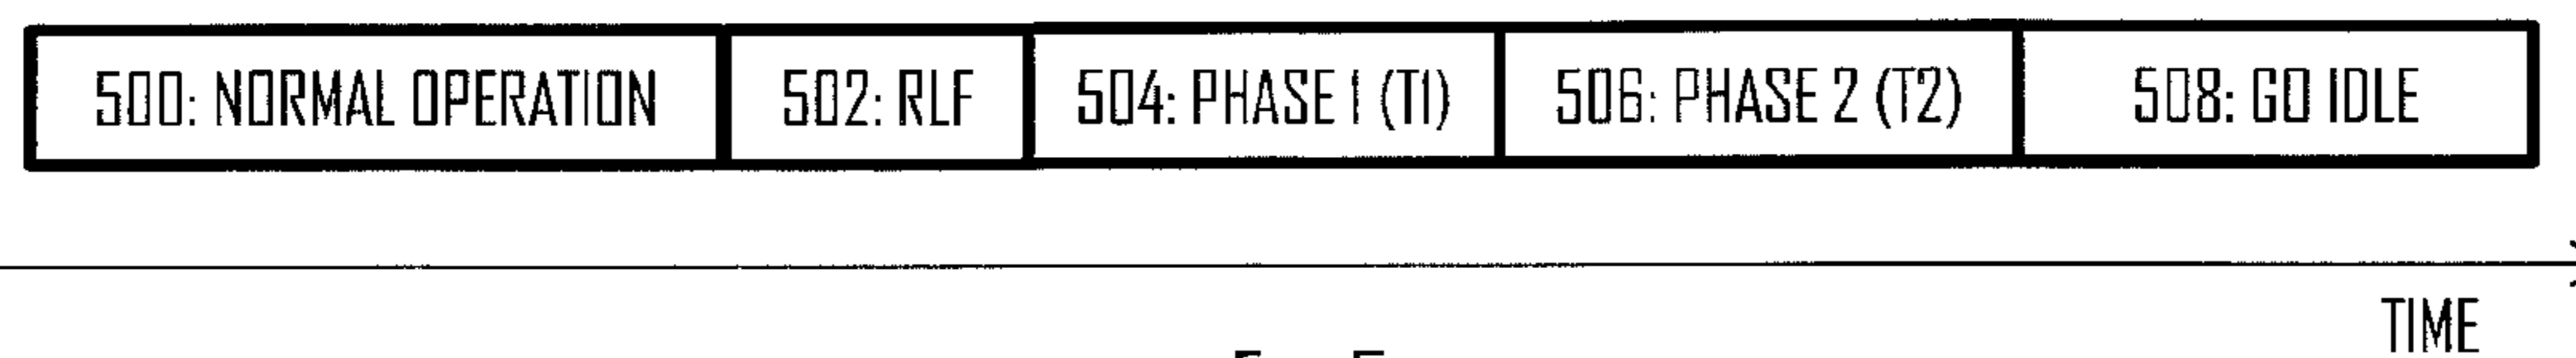 500: NORMAL OPERATION 502: RLF 504: PHASE 1 (T1) 506: PHASE 2 (T2) 508: GO IDLE
TIME